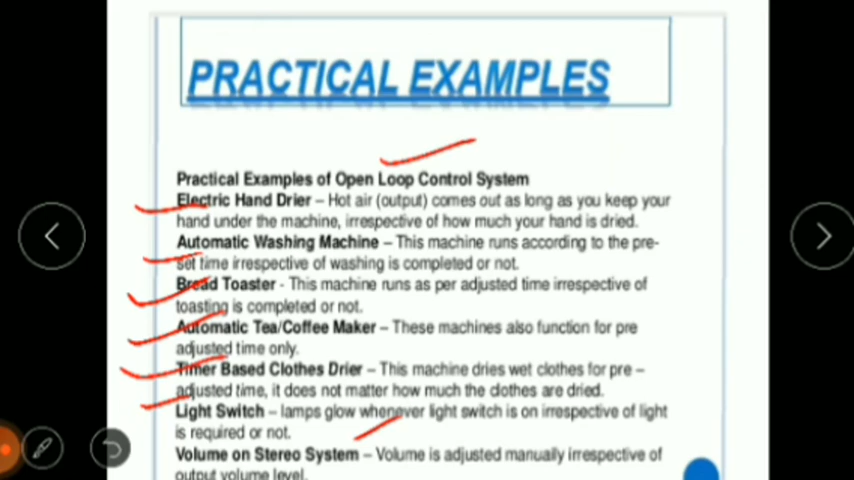 PRACTICAL EXAMPLES
Practical Examples of Open Loop Control System
Electric Hand Drier – Hot air (output) comes out as long as you keep your
hand under the machine, irrespective of how much your hand is dried.
Automatic Washing Machine – This machine runs according to the pre-
set time irrespective of washing is completed or not.
Bread Toaster - This machine runs as per adjusted time irrespective of
toasting is completed or not.
Automatic Tea/Coffee Maker – These machines also function for pre
adjusted time only.
Timer Based Clothes Drier – This machine dries wet clothes for pre –
adjusted time, it does not matter how much the clothes are dried.
Light Switch – lamps glow whenever light switch is on irrespective of light
is required or not.
Volume on Stereo System – Volume is adjusted manually irrespective of
output volume level.